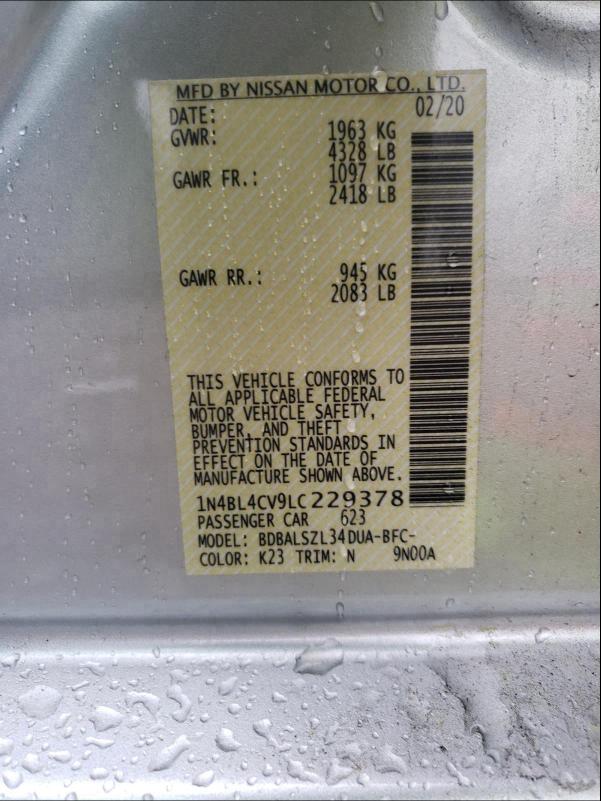 MFD BY NISSAN MOTOR CO., LTD.
DATE: 02/20
GVWR: 1963 KG
4328 LB
GAWR FR.: 1097 KG
2418 LB
GAWR RR.: 945 KG
2083 LB
THIS VEHICLE CONFORMS TO
ALL APPLICABLE FEDERAL
MOTOR VEHICLE SAFETY,
BUMPER, AND THEFT
PREVENTION STANDARDS IN
EFFECT ON THE DATE OF
MANUFACTURE SHOWN ABOVE.
1N4BL4CV9LC229378
PASSENGER CAR 623
MODEL: BDBALSZL34DUA-BFC-
COLOR: K23 TRIM: N 9N00A